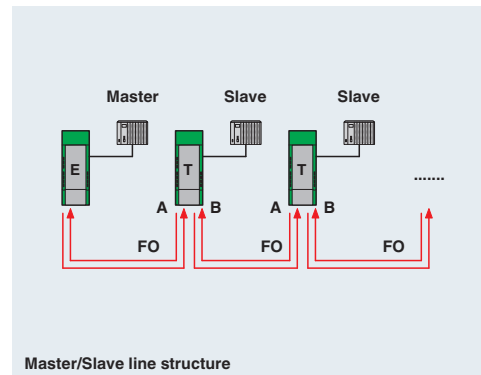 Master Slave Slave
E T T .......
A B A B
FO FO FO
Master/Slave line structure